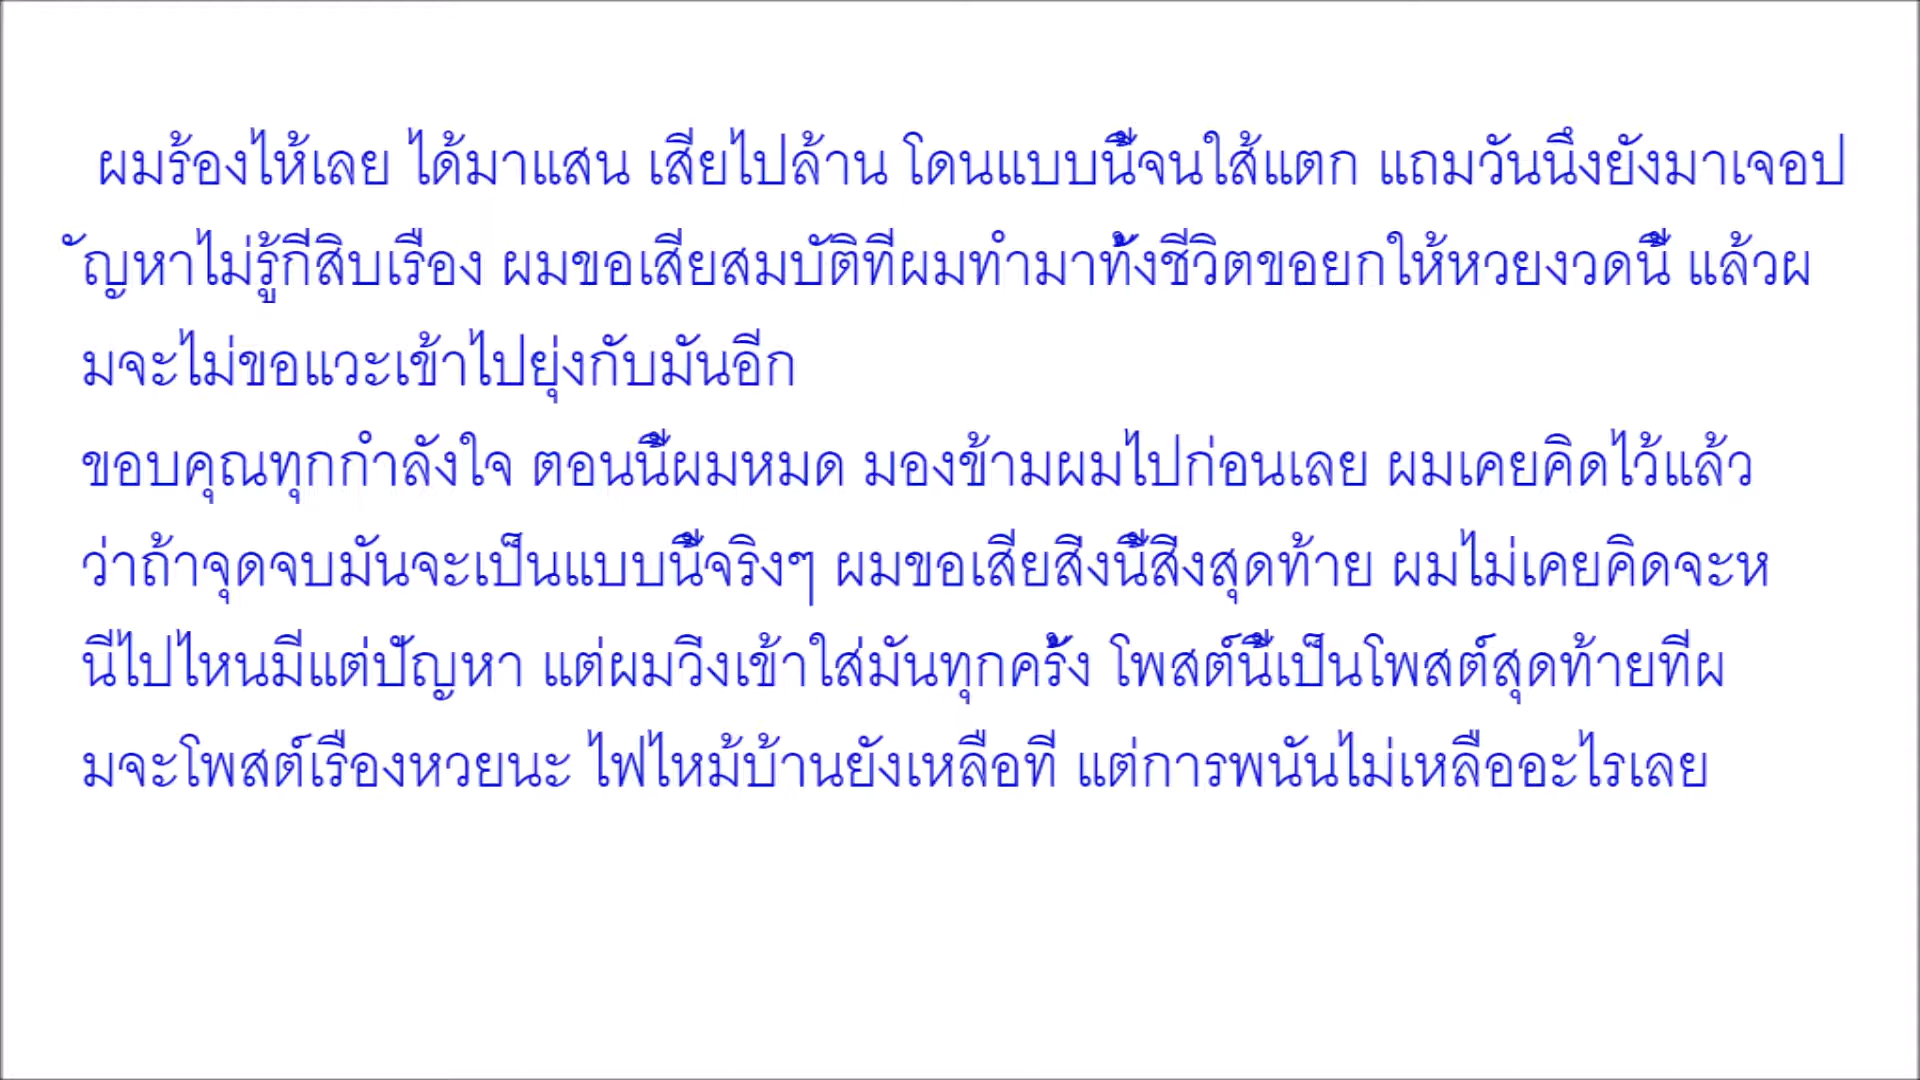 ผมร้องไห้เลย ได้มาแสน เสียไปล้าน โดนแบบนี้จนใส้แตก แถมวันนึงยังมาเจอป
ัญหาไม่รู้กี่สิบเรื่อง ผมขอเสียสมบัติที่ผมทำมาทั้งชีวิตขอยกให้หวยงวดนี้ แล้วผ
มจะไม่ขอแวะเข้าไปยุ่งกับมันอีก
ขอบคุณทุกกำลังใจ ตอนนี้ผมหมด มองข้ามผมไปก่อนเลย ผมเคยคิดไว้แล้ว
ว่าถ้าจุดจบมันจะเป็นแบบนี้จริงๆ ผมขอเสียสิ่งนี้สิ่งสุดท้าย ผมไม่เคยคิดจะห
นีไปไหนมีแต่ปัญหา แต่ผมวิ่งเข้าใส่มันทุกครั้ง โพสต์นี้เป็นโพสต์สุดท้ายที่ผ
มจะโพสต์เรื่องหวยนะ ไฟไหม้บ้านยังเหลือที่ แต่การพนันไม่เหลืออะไรเลย